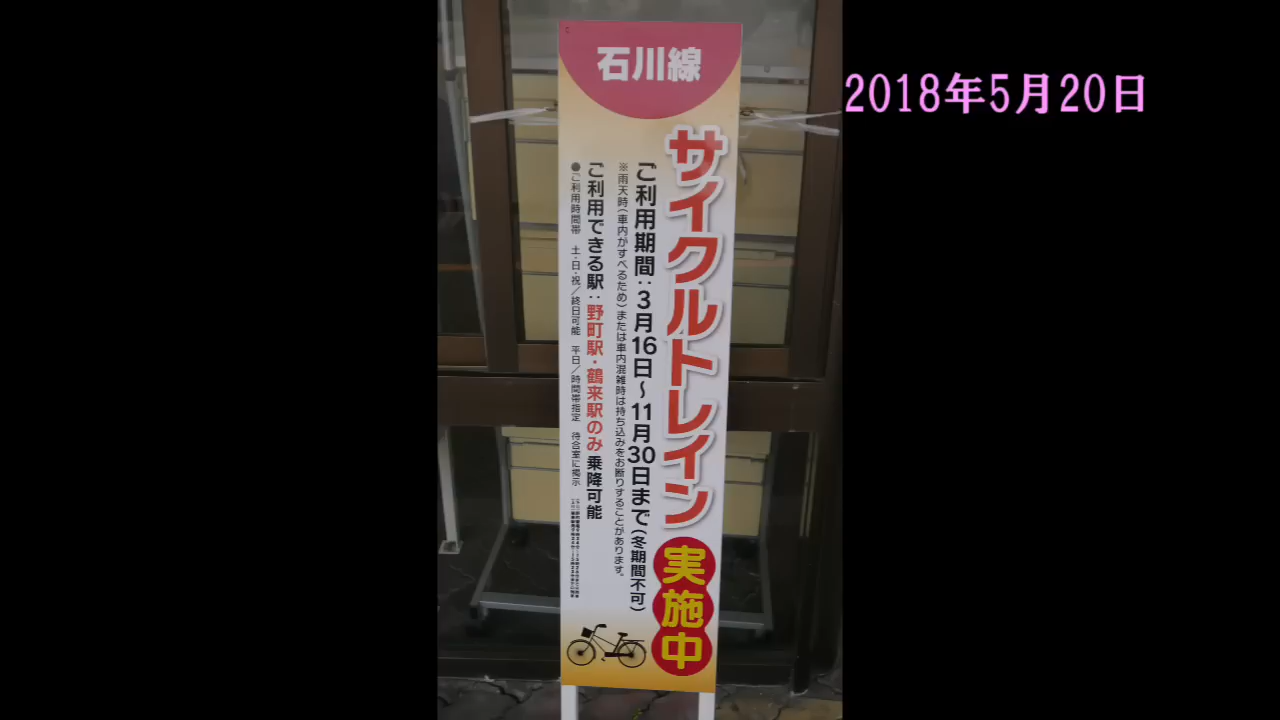 石川線
サイクルトレイン
実施中
ご利用期間：3月16日～11月30日まで（冬期間不可）
※雨天時（車内がすべるため）または車内混雑時は持ち込みをお断りすることがあります。
ご利用できる駅：野町駅・鶴来駅のみ乗降可能
●ご利用時間帯　土・日・祝／終日可能　平日／時間帯指定　待合室に掲示
2018年5月20日